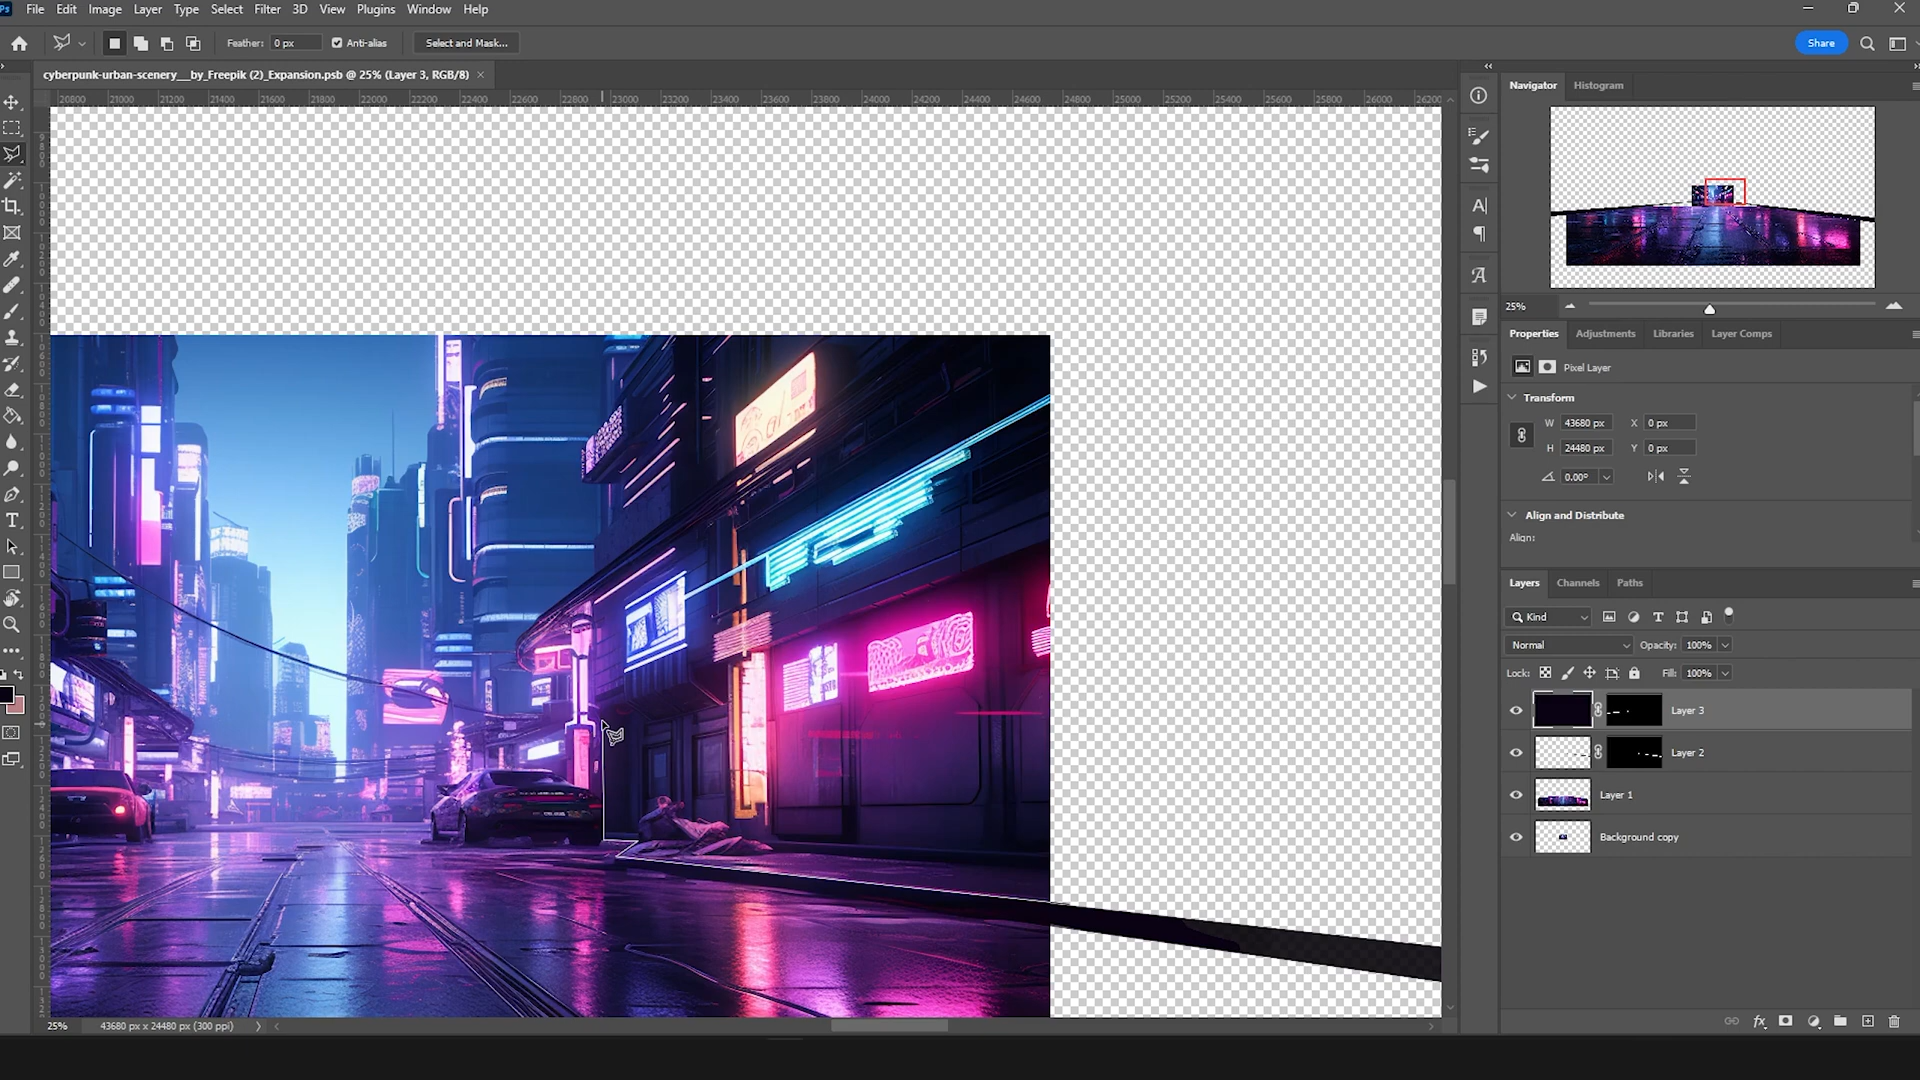 Ps File Edit Image Layer Type Select Filter 3D View Plugins Window Help
Feather: 0 px Anti-alias Select and Mask... Share
cyberpunk-urban-scenery__by_Freepik (2)_Expansion.psb @ 25% (Layer 3, RGB/8)
20800 21000 21200 21400 21600 21800 22000 22200 22400 22600 22800 23000 23200 23400 23600 23800 24000 24200 24400 24600 24800 25000 25200 25400 25600 25800 26000 26200
Navigator Histogram
25%
Properties Adjustments Libraries Layer Comps
Pixel Layer
Transform
W 43680 px X 0 px
H 24480 px Y 0 px
0.00°
Align and Distribute
Align:
Layers Channels Paths
Kind
Normal Opacity: 100%
Lock: Fill: 100%
Layer 3
Layer 2
Layer 1
Background copy
25% 43680 px x 24480 px (300 ppi)